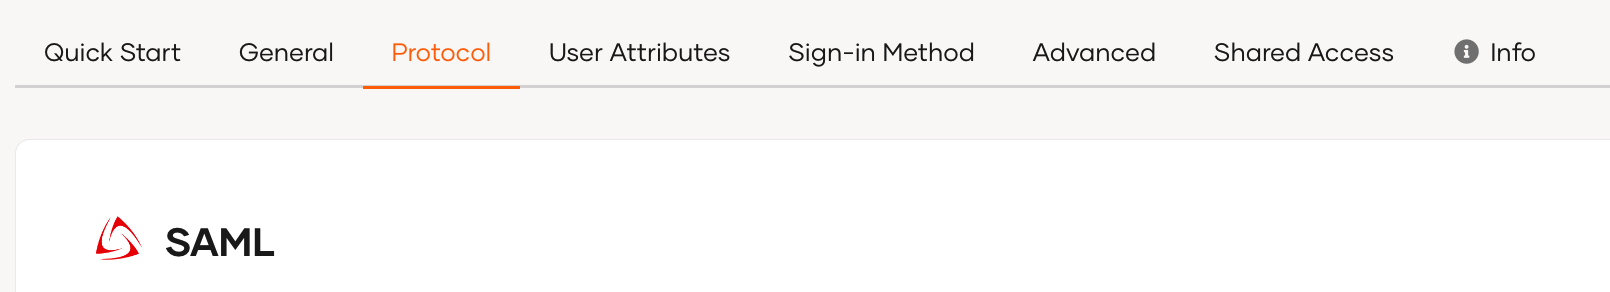 Quick Start General Protocol User Attributes Sign-in Method Advanced Shared Access Info
SAML